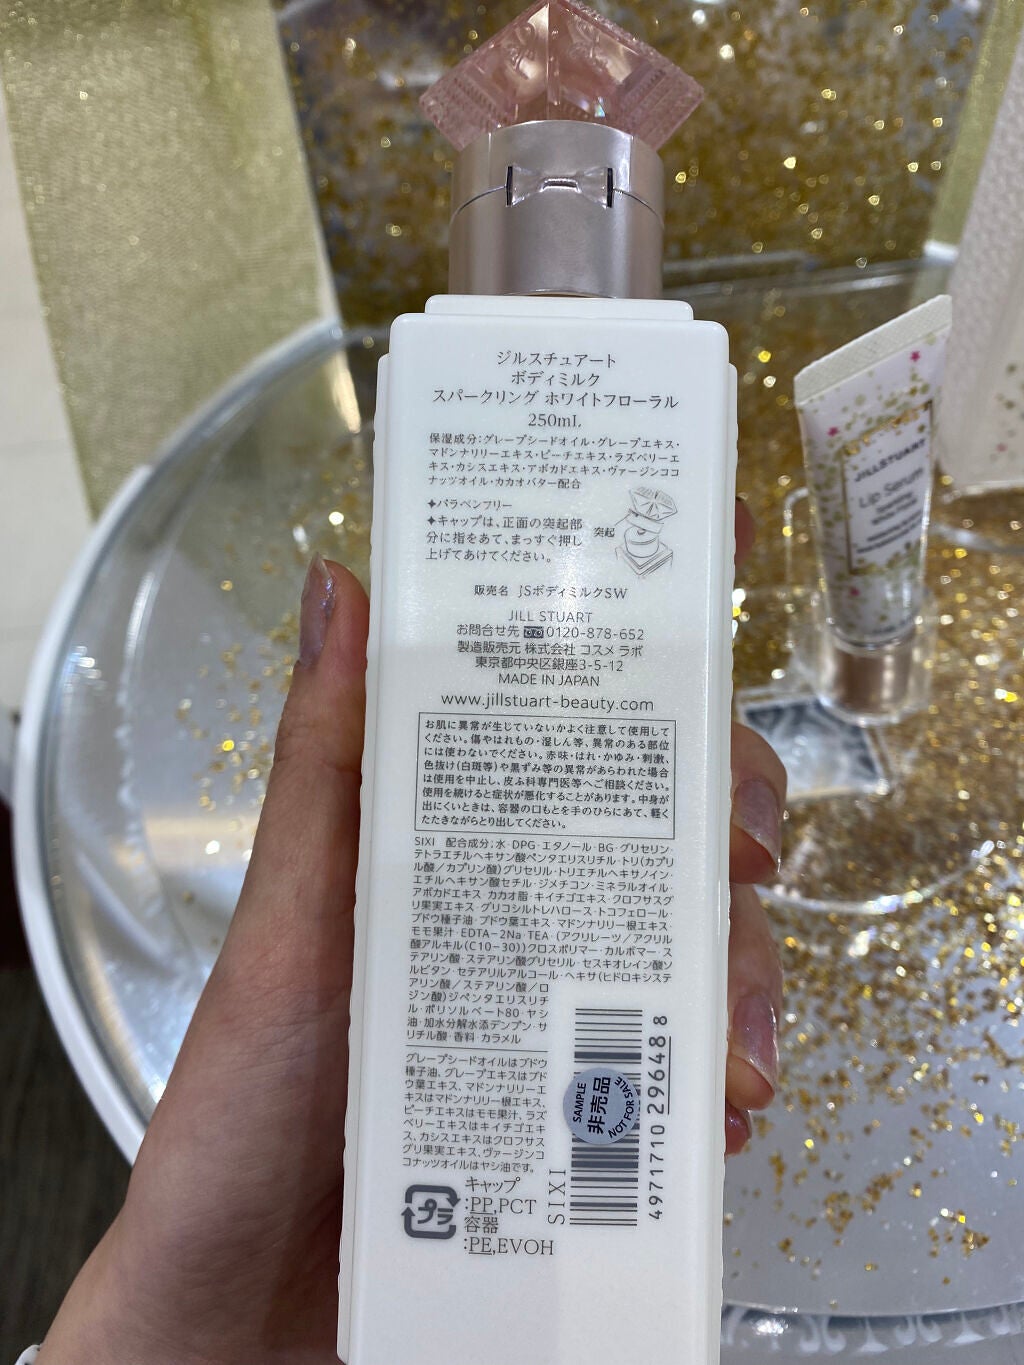 ジルスチュアート
ボディミルク
スパークリング ホワイトフローラル
250mL
保湿成分:グレープシードオイル・グレープエキス・
マドンナリリーエキス・ピーチエキス・ラズベリーエ
キス・カシスエキス・アボカドエキス・ヴァージンココ
ナッツオイル・カカオバター配合
✦パラベンフリー
✦キャップは、正面の突起部
分に指をあて、まっすぐ押し
上げてあけてください。
突起
販売名 JSボディミルクSW
JILL STUART
お問合せ先 0120-878-652
製造販売元 株式会社 コスメ ラボ
東京都中央区銀座3-5-12
MADE IN JAPAN
www.jillstuart-beauty.com
お肌に異常が生じていないかよく注意して使用して
ください。傷やはれもの・湿しん等、異常のある部位
には使わないでください。赤味・はれ・かゆみ・刺激、
色抜け(白斑等)や黒ずみ等の異常があらわれた場合
は使用を中止し、皮ふ科専門医等へご相談ください。
使用を続けると症状が悪化することがあります。中身が
出にくいときは、容器の口もとを手のひらにあて、軽く
たたきながらとり出してください。
SIXI 配合成分:水・DPG・エタノール・BG・グリセリン・
テトラエチルヘキサン酸ペンタエリスリチル・トリ(カプリ
ル酸/カプリン酸)グリセリル・トリエチルヘキサノイン・
エチルヘキサン酸セチル・ジメチコン・ミネラルオイル・
アボカドエキス・カカオ脂・キイチゴエキス・クロフサスグ
リ果実エキス・グリコシルトレハロース・トコフェロール・
ブドウ種子油・ブドウ葉エキス・マドンナリリー根エキス・
モモ果汁・EDTA-2Na・TEA・(アクリレーツ/アクリル
酸アルキル(C10-30))クロスポリマー・カルボマー・ス
テアリン酸・ステアリン酸グリセリル・セスキオレイン酸ソ
ルビタン・セテアリルアルコール・ヘキサ(ヒドロキシステ
アリン酸/ステアリン酸/ロ
ジン酸)ジペンタエリスリチ
ル・ポリソルベート80・ヤシ
油・加水分解水添デンプン・サ
リチル酸・香料・カラメル
グレープシードオイルはブドウ
種子油、グレープエキスはブド
ウ葉エキス、マドンナリリーエ
キスはマドンナリリー根エキス、
ピーチエキスはモモ果汁、ラズ
ベリーエキスはキイチゴエキ
ス、カシスエキスはクロフサス
グリ果実エキス、ヴァージンコ
コナッツオイルはヤシ油です。
プラ
キャップ
:PP,PCT
容器
:PE,EVOH
SIXI
SAMPLE
非売品
NOT FOR SALE
4971710296488
JILLSTUART
Lip Serum